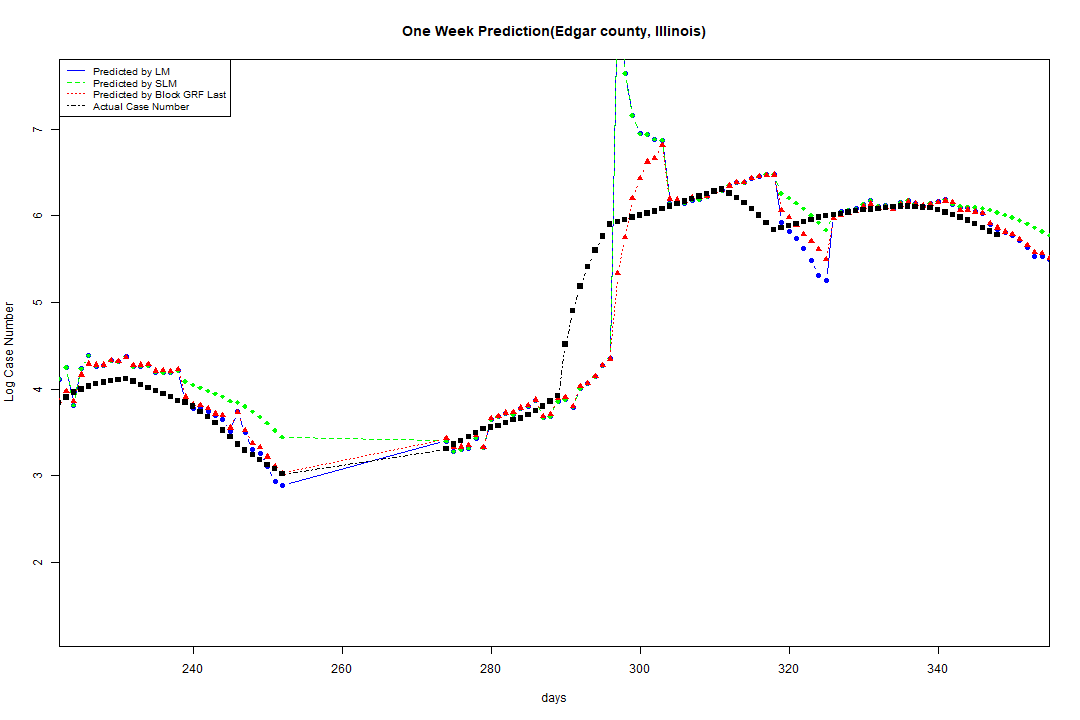 One Week Prediction(Edgar county, Illinois)
Predicted by LM
Predicted by SLM
Predicted by Block GRF Last
Actual Case Number
7
6
5
4
3
2
Log Case Number
240 260 280 300 320 340
days